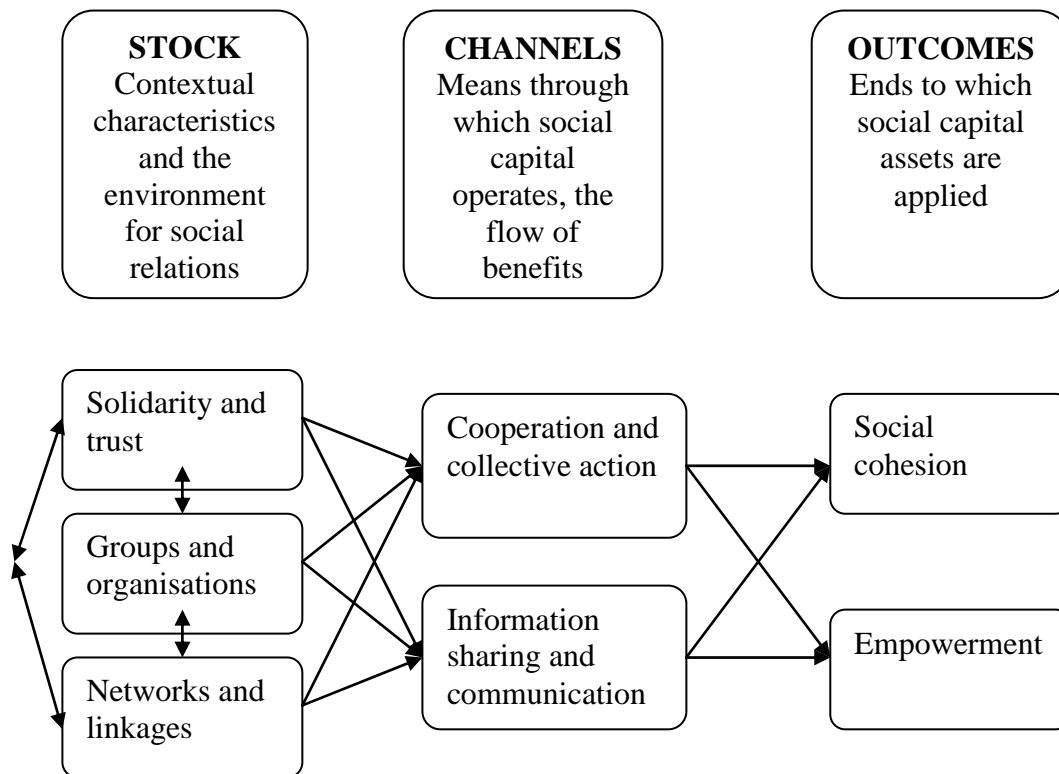 STOCK
Contextual
characteristics
and the
environment
for social
relations
CHANNELS
Means through
which social
capital
operates, the
flow of
benefits
OUTCOMES
Ends to which
social capital
assets are
applied
Solidarity and
trust
Groups and
organisations
Networks and
linkages
Cooperation and
collective action
Information
sharing and
communication
Social
cohesion
Empowerment